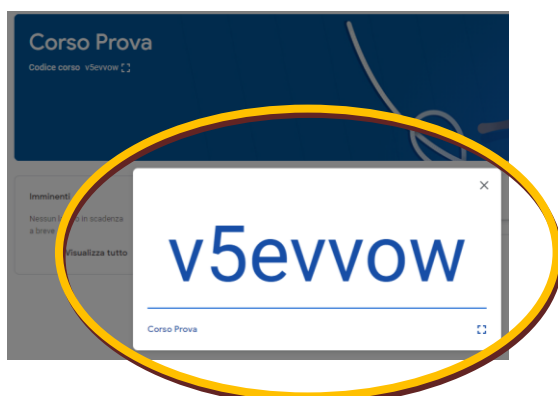 Corso Prova
Codice corso v5evvow
Imminenti
Nessun in scadenza
a breve
Visualizza tutto
v5evvow
Corso Prova